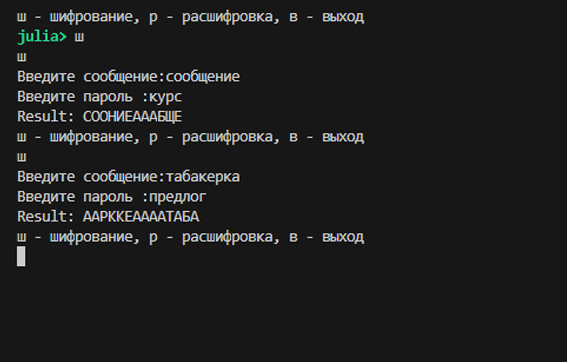 ш - шифрование, р - расшифровка, в - выход
julia> ш
ш
Введите сообщение:сообщение
Введите пароль :курс
Result: СООНИЕАААБЩЕ
ш - шифрование, р - расшифровка, в - выход
ш
Введите сообщение:табакерка
Введите пароль :предлог
Result: ААРККЕААААТАБА
ш - шифрование, р - расшифровка, в - выход